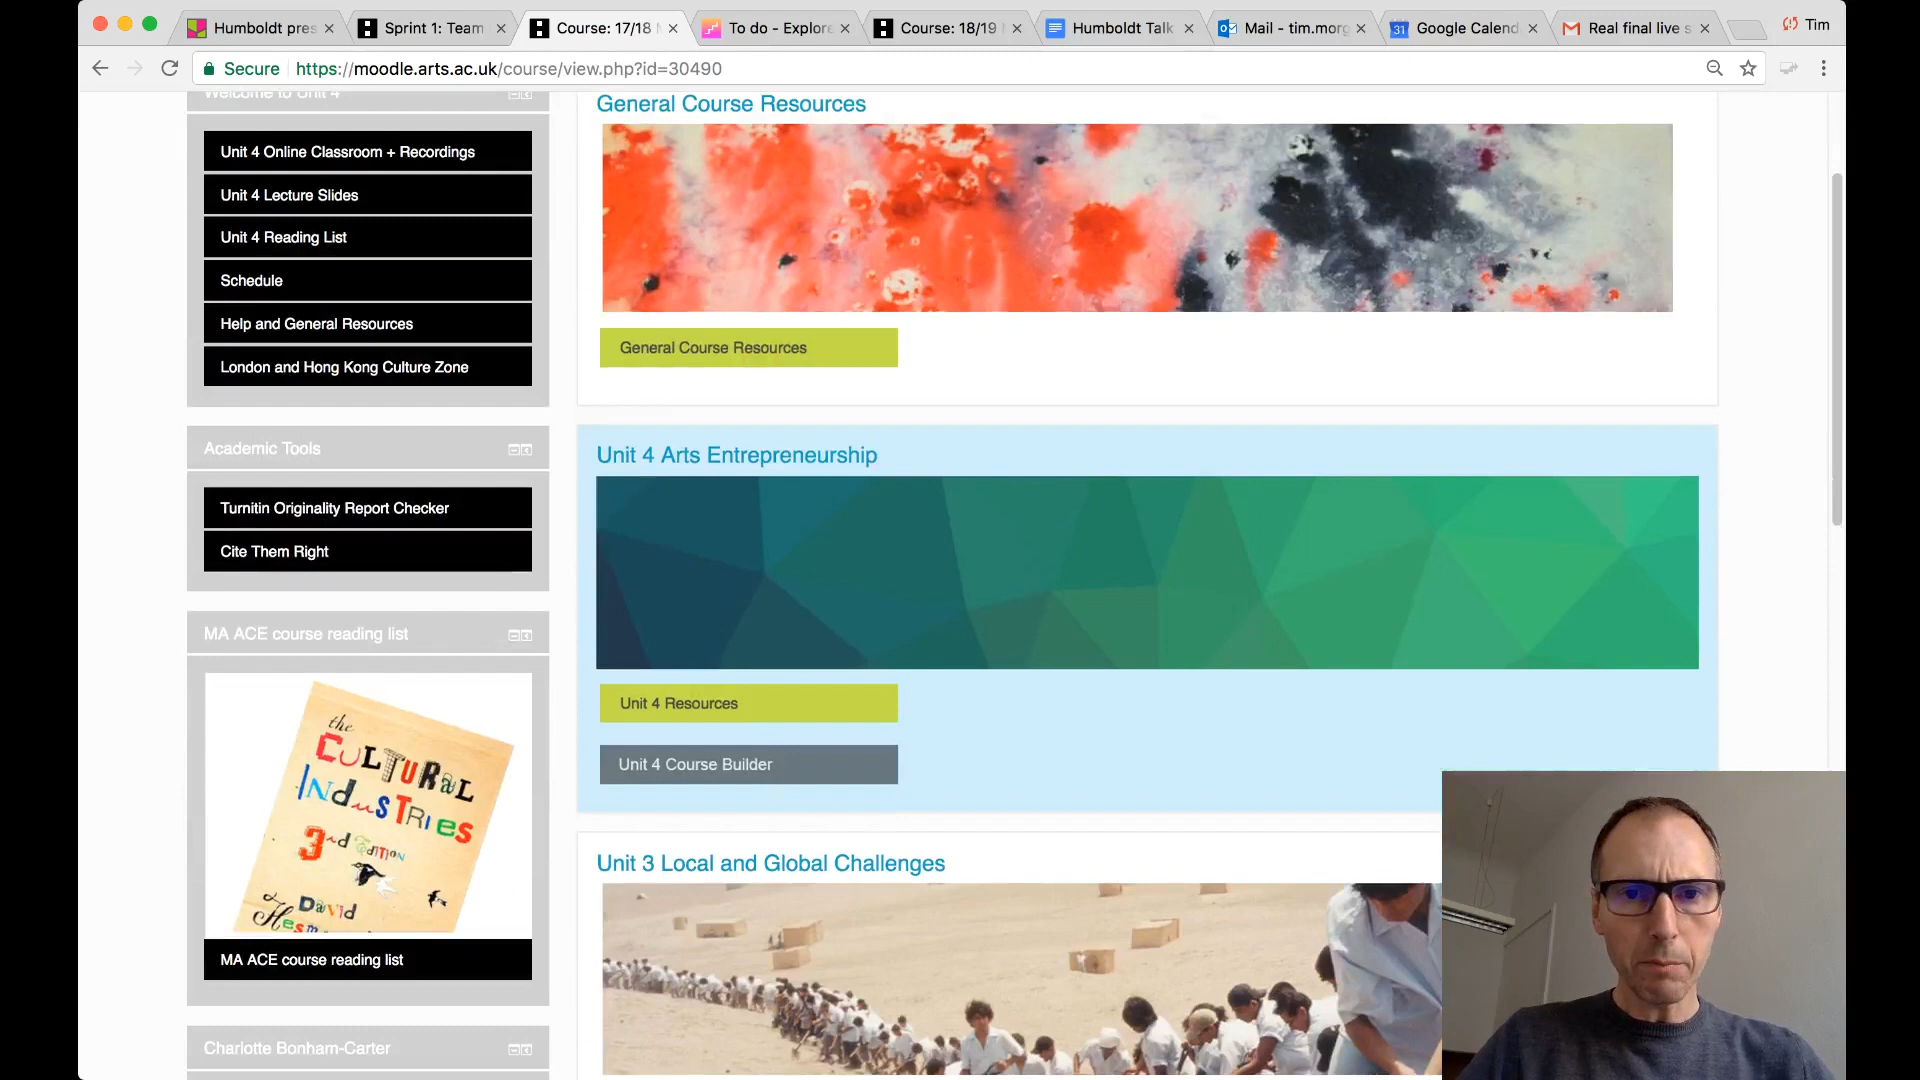 Humboldt pres
Sprint 1: Team
Course: 17/18
To do - Explore
Course: 18/19
Humboldt Talk
Mail - tim.morg
31
Google Calend
Real final live s
Tim
Secure
https://moodle.arts.ac.uk/course/view.php?id=30490
Welcome to Unit 4
Unit 4 Online Classroom + Recordings
Unit 4 Lecture Slides
Unit 4 Reading List
Schedule
Help and General Resources
London and Hong Kong Culture Zone
Academic Tools
Turnitin Originality Report Checker
Cite Them Right
MA ACE course reading list
the
CULTURAL
INDUSTRIES
3rd EDITION
David
Hesm
MA ACE course reading list
Charlotte Bonham-Carter
General Course Resources
General Course Resources
Unit 4 Arts Entrepreneurship
Unit 4 Resources
Unit 4 Course Builder
Unit 3 Local and Global Challenges